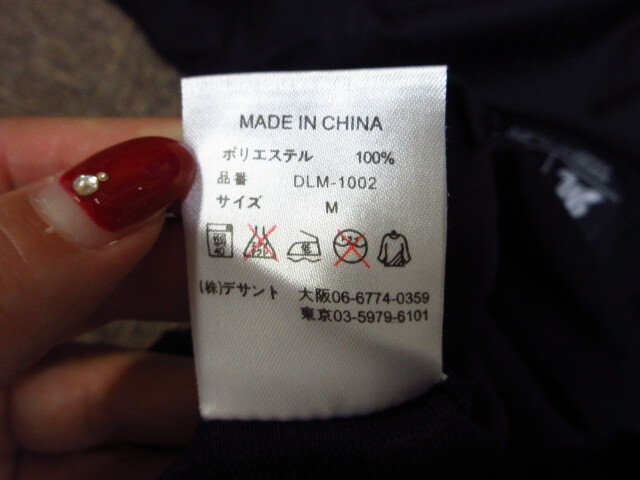 MADE IN CHINA
ポリエステル 100%
品番 DLM-1002
サイズ M
40
(株)デサント 大阪06-6774-0359
東京03-5979-6101